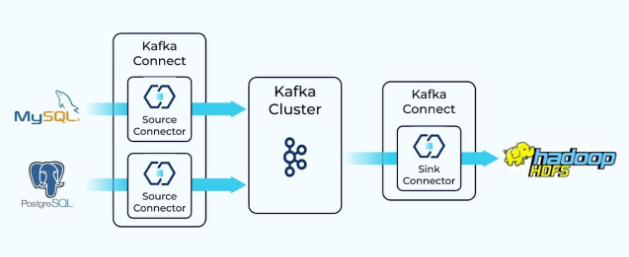 Kafka
Connect
MySQL
Source
Connector
PostgreSQL
Source
Connector
Kafka
Cluster
Kafka
Connect
Sink
Connector
hadoop
HDFS